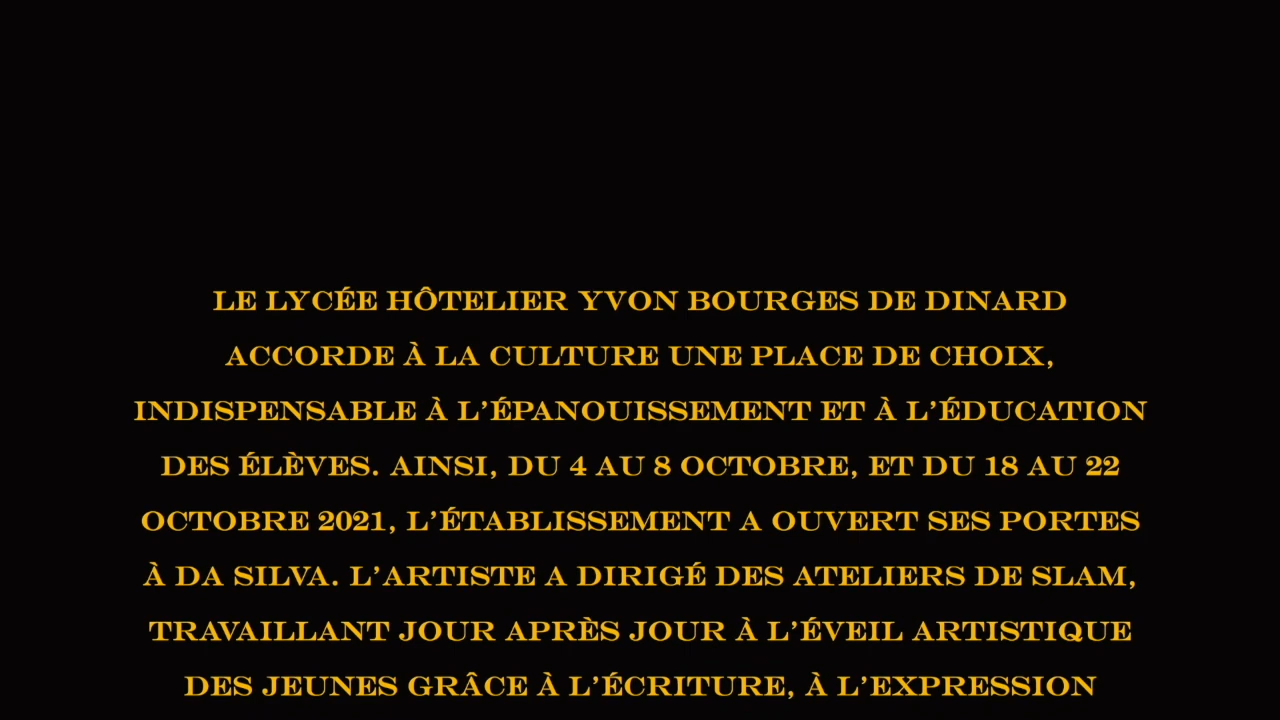 LE LYCÉE HÔTELIER YVON BOURGES DE DINARD
ACCORDE À LA CULTURE UNE PLACE DE CHOIX,
INDISPENSABLE À L’ÉPANOUISSEMENT ET À L’ÉDUCATION
DES ÉLÈVES. AINSI, DU 4 AU 8 OCTOBRE, ET DU 18 AU 22
OCTOBRE 2021, L’ÉTABLISSEMENT A OUVERT SES PORTES
À DA SILVA. L’ARTISTE A DIRIGÉ DES ATELIERS DE SLAM,
TRAVAILLANT JOUR APRÈS JOUR À L’ÉVEIL ARTISTIQUE
DES JEUNES GRÂCE À L’ÉCRITURE, À L’EXPRESSION